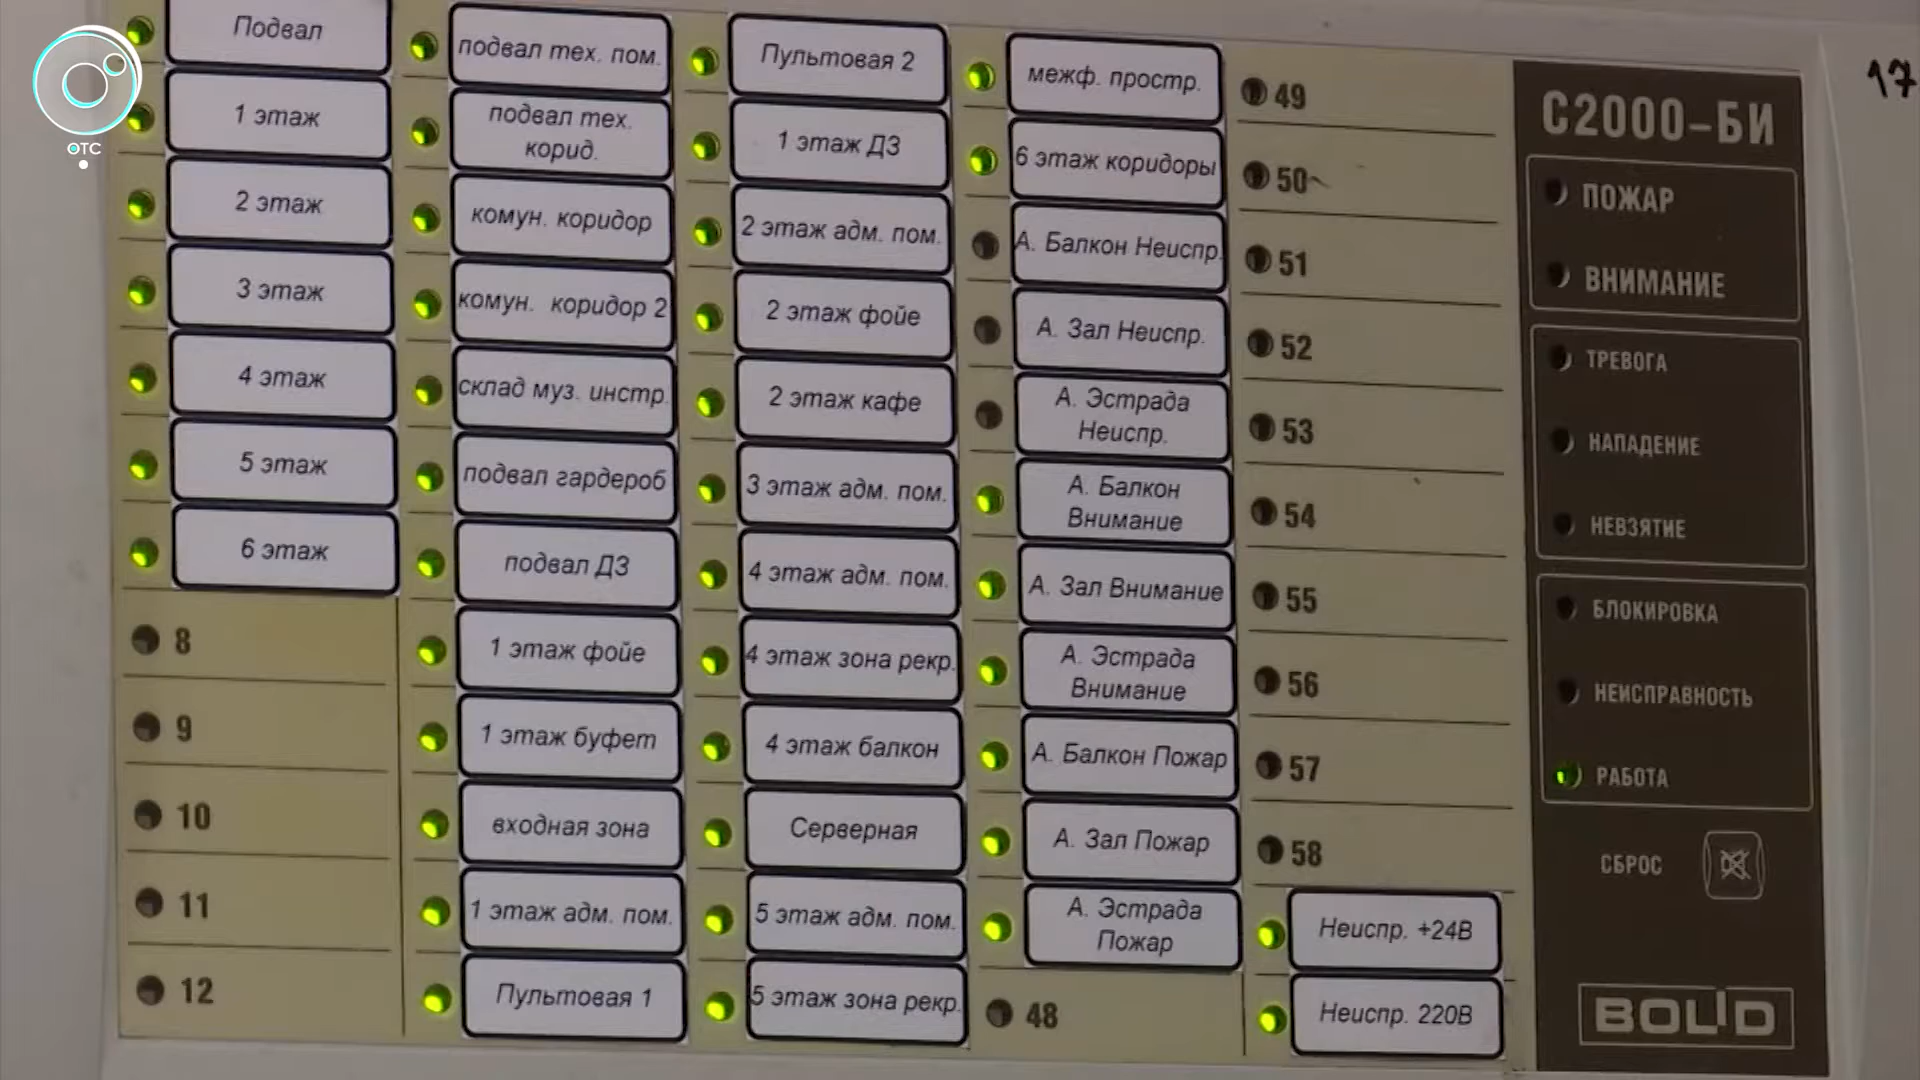 ОТС
Подвал
1 этаж
2 этаж
3 этаж
4 этаж
5 этаж
6 этаж
8
9
10
11
12
подвал тех. пом.
подвал тех.
корид.
комун. коридор
комун. коридор 2
склад муз. инстр.
подвал гардероб
подвал ДЗ
1 этаж фойе
1 этаж буфет
входная зона
1 этаж адм. пом.
Пультовая 1
Пультовая 2
1 этаж ДЗ
2 этаж адм. пом.
2 этаж фойе
2 этаж кафе
3 этаж адм. пом.
4 этаж адм. пом.
4 этаж зона рекр.
4 этаж балкон
Серверная
5 этаж адм. пом.
5 этаж зона рекр.
межф. простр.
6 этаж коридоры
А. Балкон Неиспр.
А. Зал Неиспр.
А. Эстрада
Неиспр.
А. Балкон
Внимание
А. Зал Внимание
А. Эстрада
Внимание
А. Балкон Пожар
А. Зал Пожар
А. Эстрада
Пожар
48
49
50
51
52
53
54
55
56
57
58
Неиспр. +24В
Неиспр. 220В
С2000-БИ
ПОЖАР
ВНИМАНИЕ
ТРЕВОГА
НАПАДЕНИЕ
НЕВЗЯТИЕ
БЛОКИРОВКА
НЕИСПРАВНОСТЬ
РАБОТА
СБРОС
BOLID
17